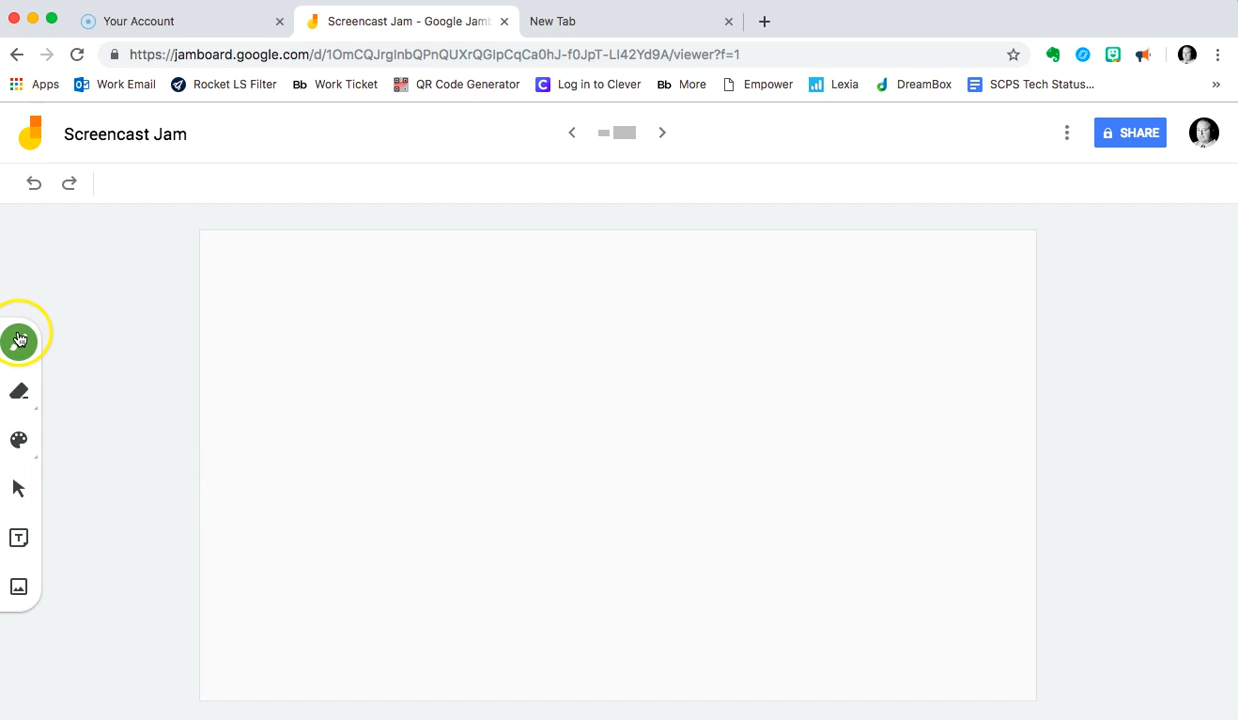 Your Account
Screencast Jam - Google Jamb
New Tab
https://jamboard.google.com/d/1OmCQJrgInbQPnQUXrQGIpCqCa0hJ-f0JpT-LI42Yd9A/viewer?f=1
Apps Work Email Rocket LS Filter Bb Work Ticket QR Code Generator Log in to Clever Bb More Empower Lexia DreamBox SCPS Tech Status... »
Screencast Jam
SHARE
T